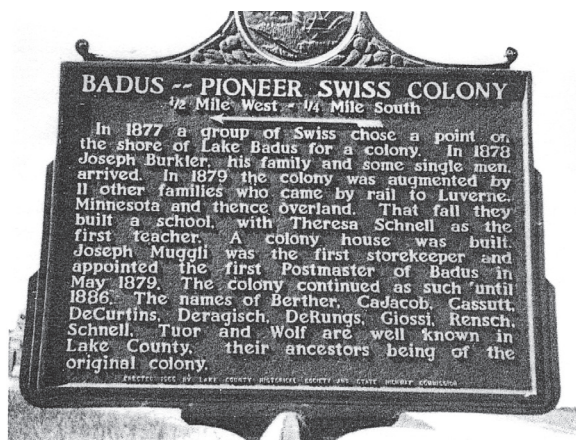 BADUS -- PIONEER SWISS COLONY
1/2 Mile West - 1/4 Mile South
In 1877 a group of Swiss chose a point on
the shore of Lake Badus for a colony. In 1878
Joseph Burkler, his family and some single men,
arrived. In 1879 the colony was augmented by
11 other families who came by rail to Luverne,
Minnesota and thence overland. That fall they
built a school, with Theresa Schnell as the
first teacher. A colony house was built.
Joseph Muggli was the first storekeeper and
appointed the first Postmaster of Badus in
May 1879. The colony continued as such until
1886. The names of Berther, CaJacob, Cassutt,
DeCurtins, Deragisch, DeRungs, Giossi, Rensch,
Schnell, Tuor and Wolf are well known in
Lake County, their ancestors being of the
original colony.
ERECTED BY LAKE COUNTY HISTORICAL SOCIETY AND STATE HIGHWAY COMMISSION